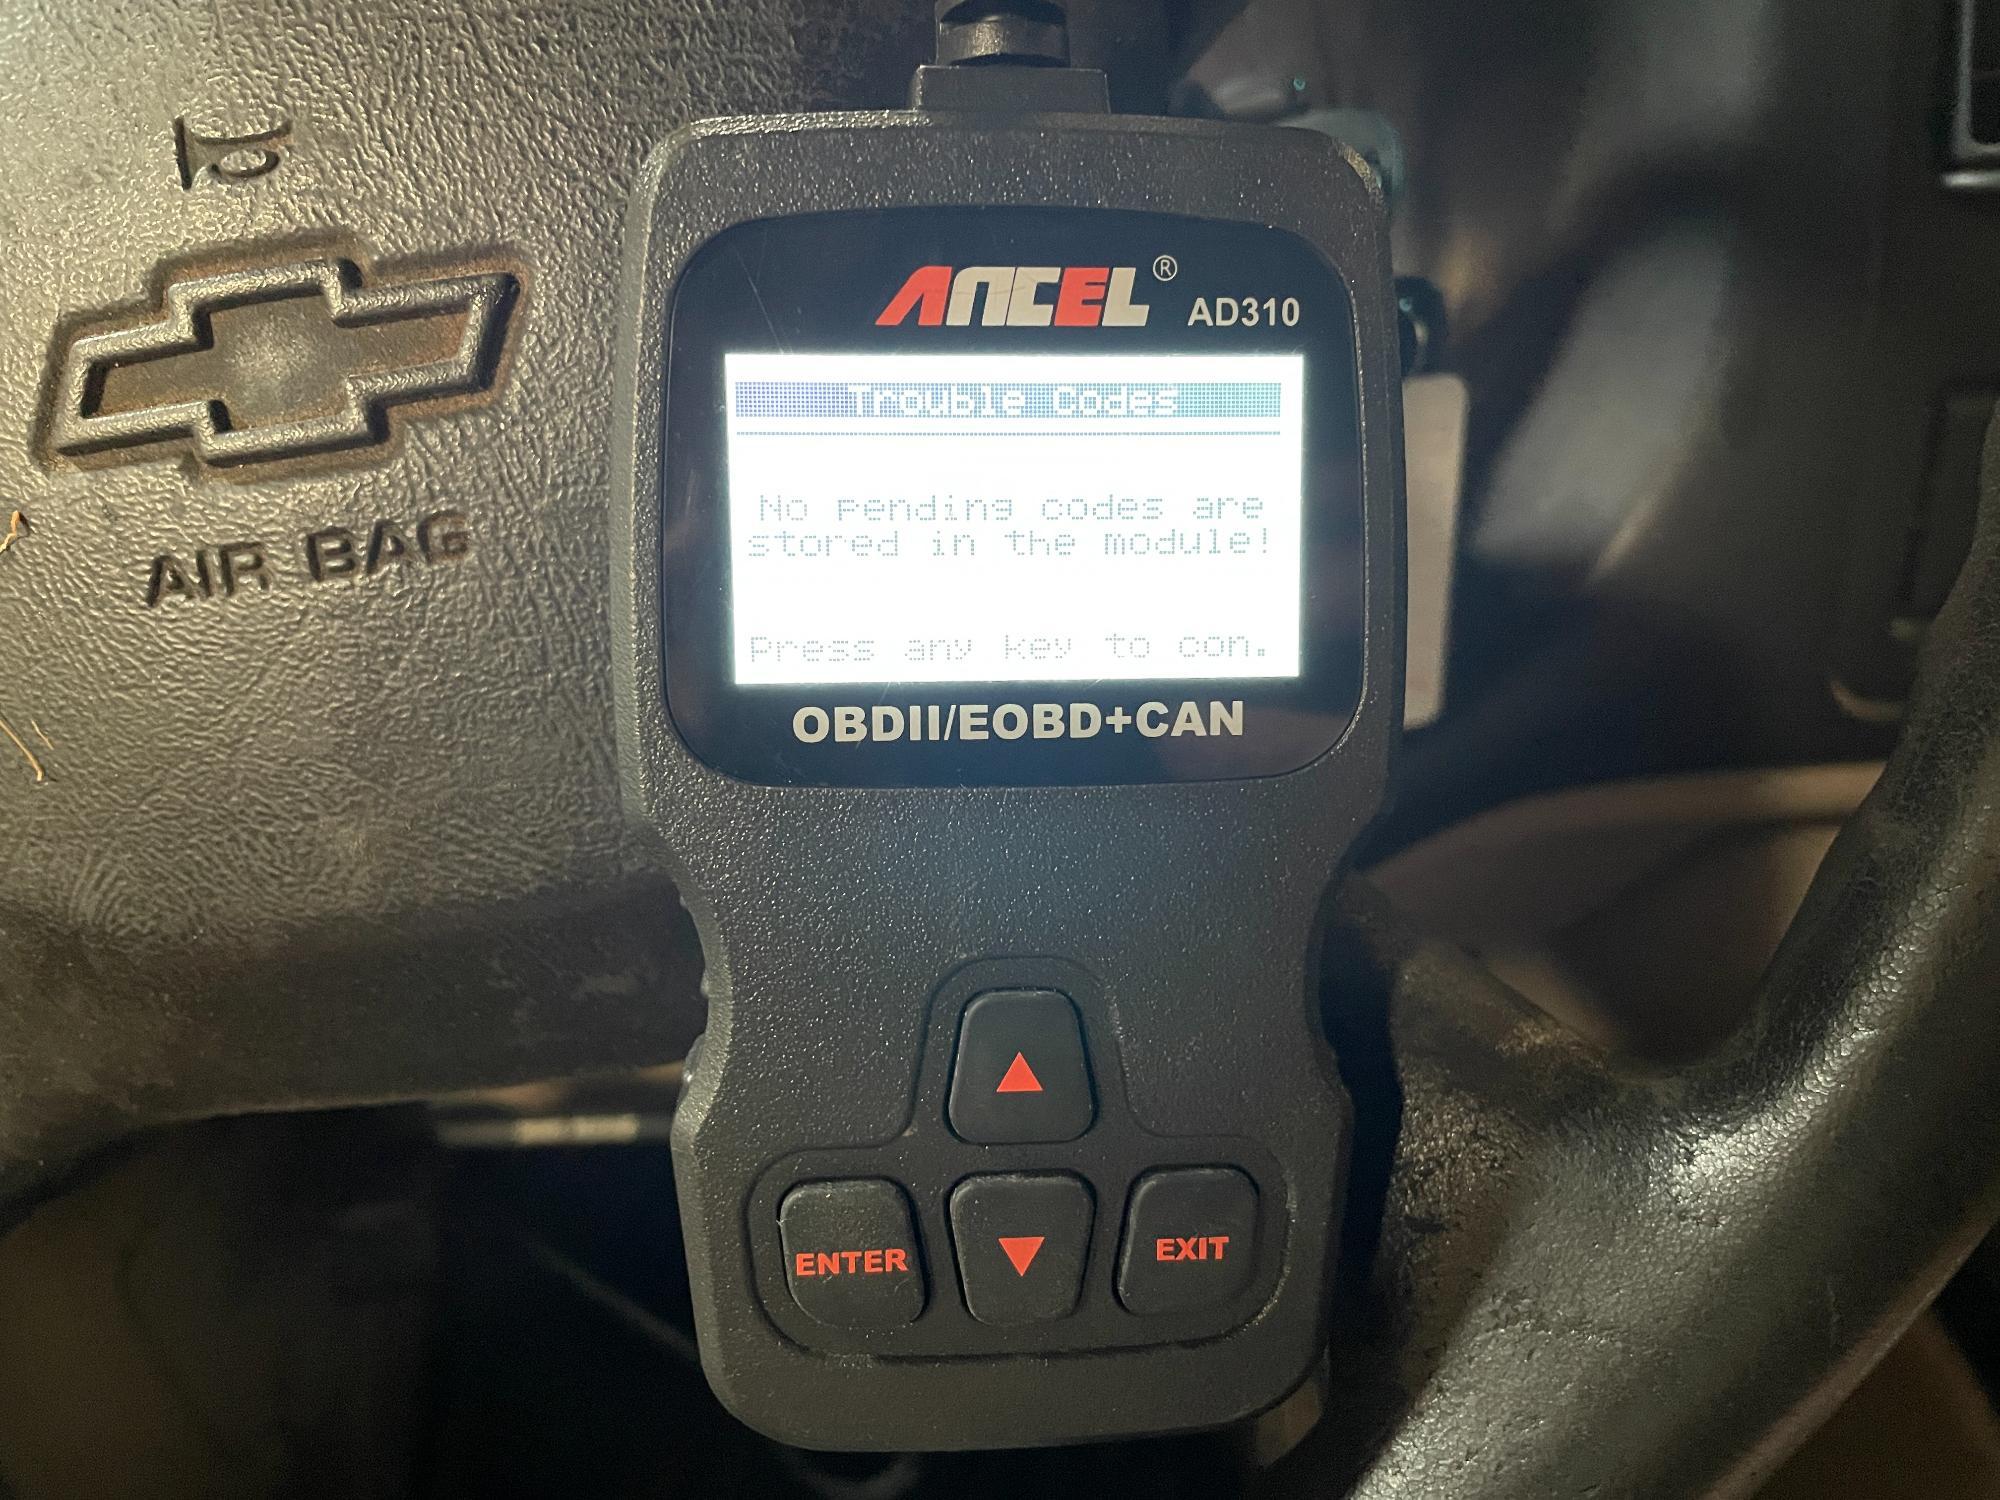 AIR BAG
ANCEL® AD310
Trouble Codes
No pending codes are
stored in the module!
Press any key to con.
OBDII/EOBD+CAN
ENTER
EXIT